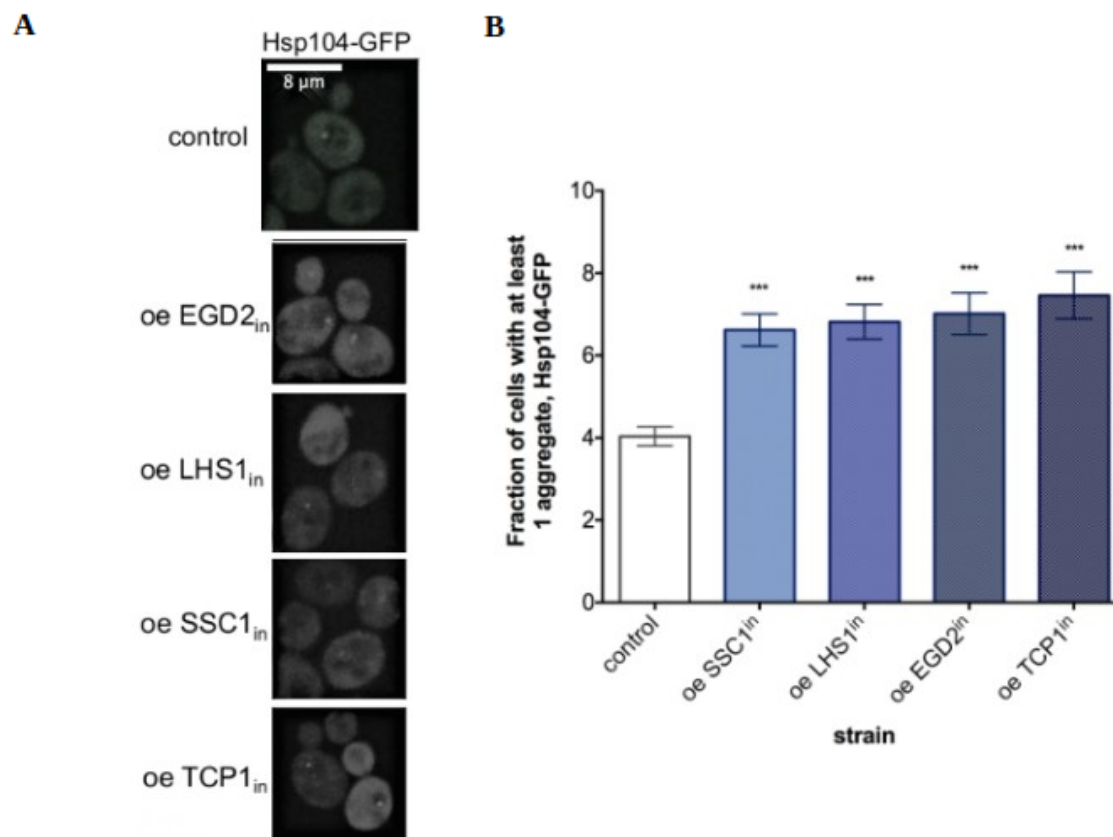 A
Hsp104-GFP
8 μm
control
oe EGD2in
oe LHS1in
oe SSC1in
oe TCP1in
B
Fraction of cells with at least
1 aggregate, Hsp104-GFP
10
8
6
4
2
0
***
***
***
***
control
oe SSC1in
oe LHS1in
oe EGD2in
oe TCP1in
strain